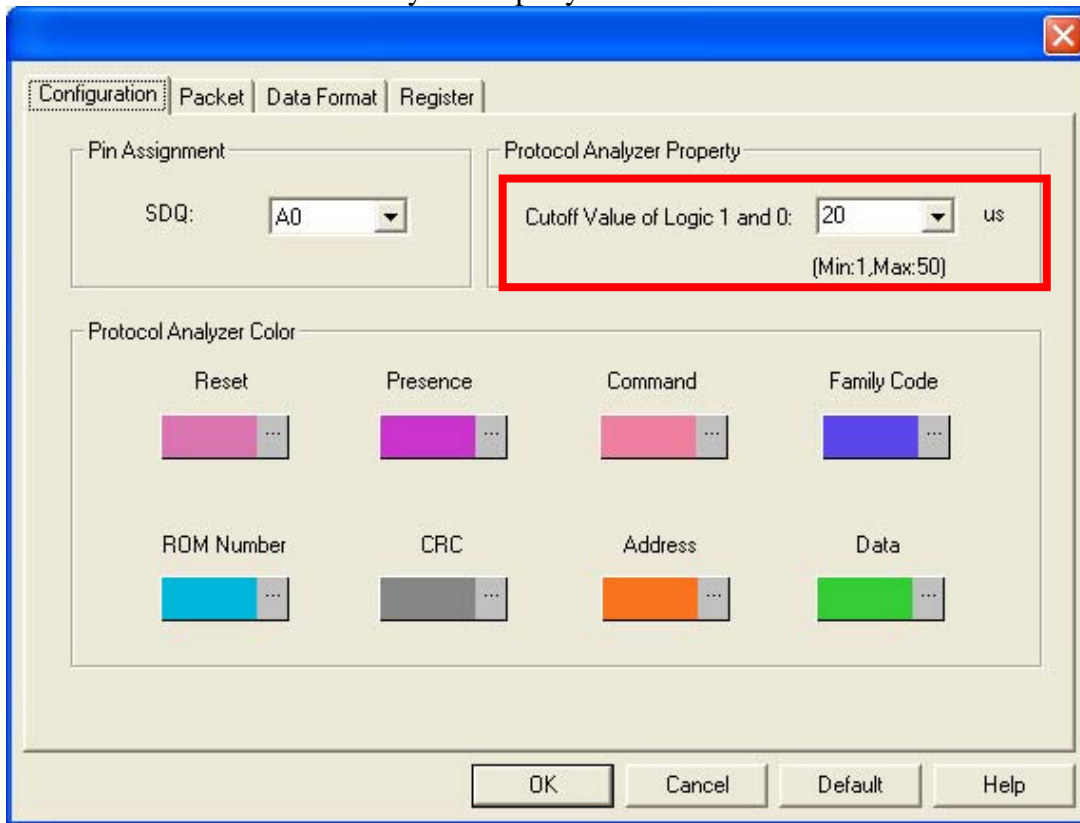 Configuration Packet Data Format Register
Pin Assignment
SDQ: A0
Protocol Analyzer Property
Cutoff Value of Logic 1 and 0: 20 us
(Min:1,Max:50)
Protocol Analyzer Color
Reset Presence Command Family Code
... ... ... ...
ROM Number CRC Address Data
... ... ... ...
OK Cancel Default Help